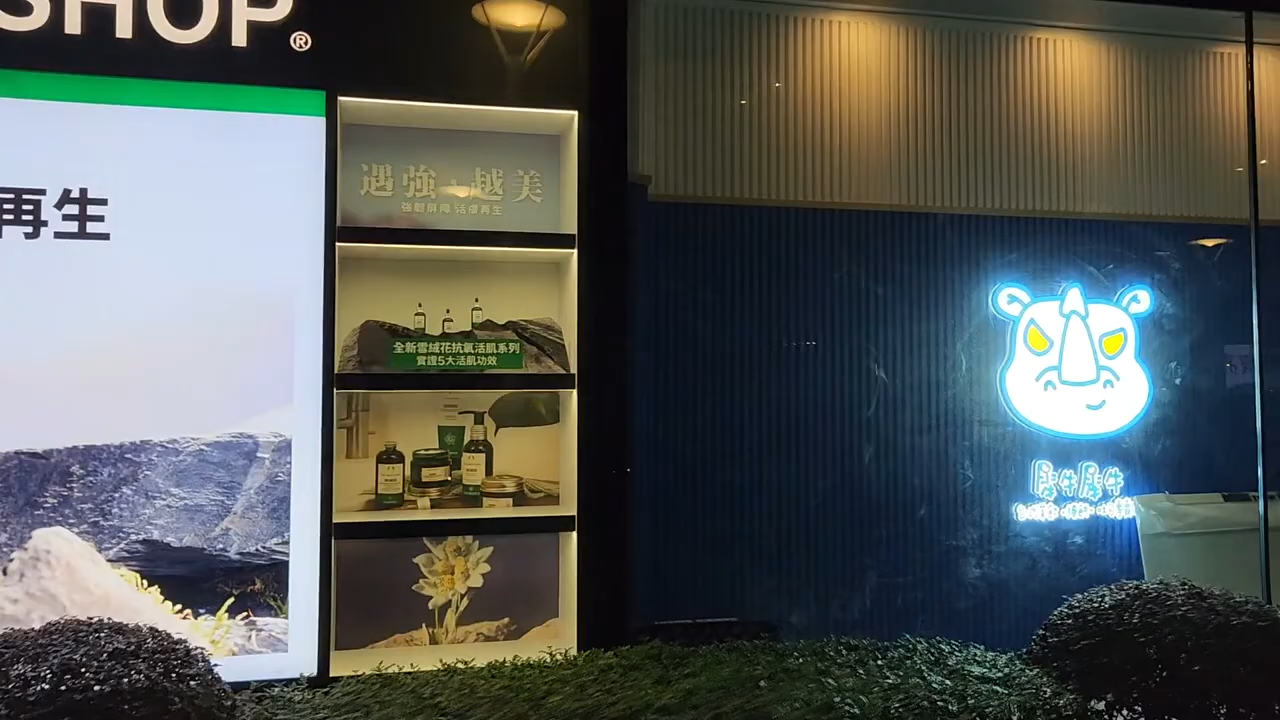 SHOP®
再生
遇強·越美
強韌屏障 活膚再生
全新雪絨花抗氧活肌系列
實證5大活肌功效
犀牛犀牛